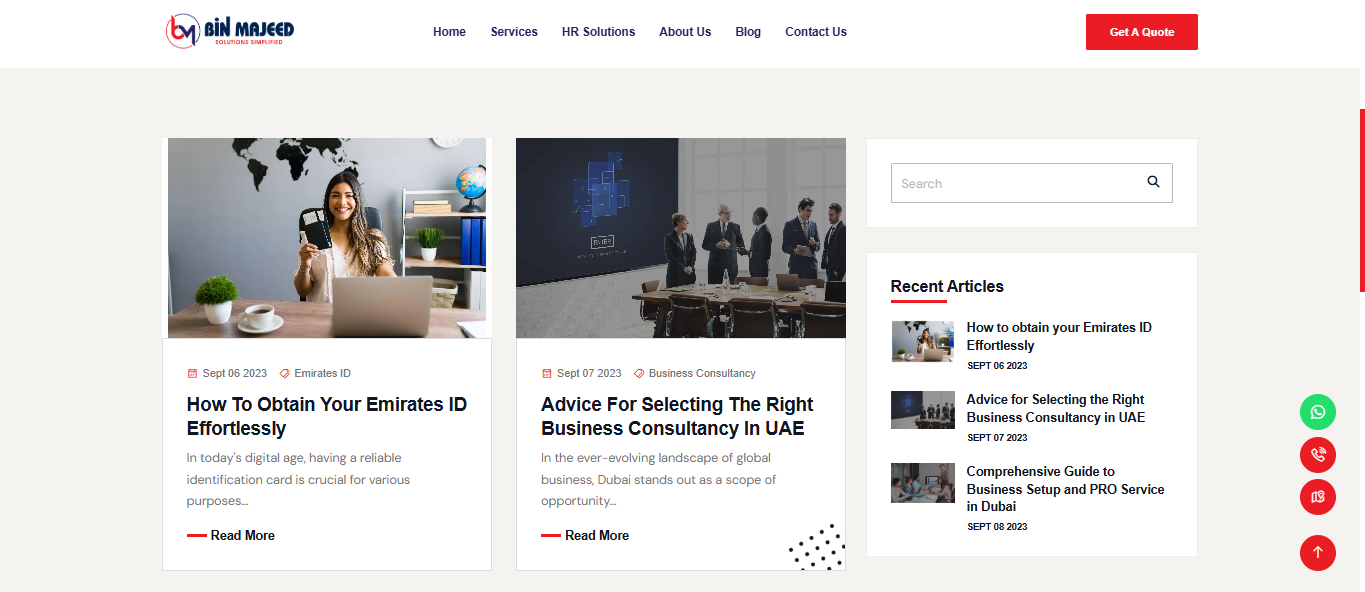 BIN MAJEED
SOLUTIONS SIMPLIFIED
Home
Services
HR Solutions
About Us
Blog
Contact Us
Get A Quote
ENTER
Sept 06 2023
Emirates ID
How To Obtain Your Emirates ID
Effortlessly
In today's digital age, having a reliable
identification card is crucial for various
purposes...
Read More
Sept 07 2023
Business Consultancy
Advice For Selecting The Right
Business Consultancy In UAE
In the ever-evolving landscape of global
business, Dubai stands out as a scope of
opportunity...
Read More
Search
Recent Articles
How to obtain your Emirates ID
Effortlessly
SEPT 06 2023
Advice for Selecting the Right
Business Consultancy in UAE
SEPT 07 2023
Comprehensive Guide to
Business Setup and PRO Service
in Dubai
SEPT 08 2023